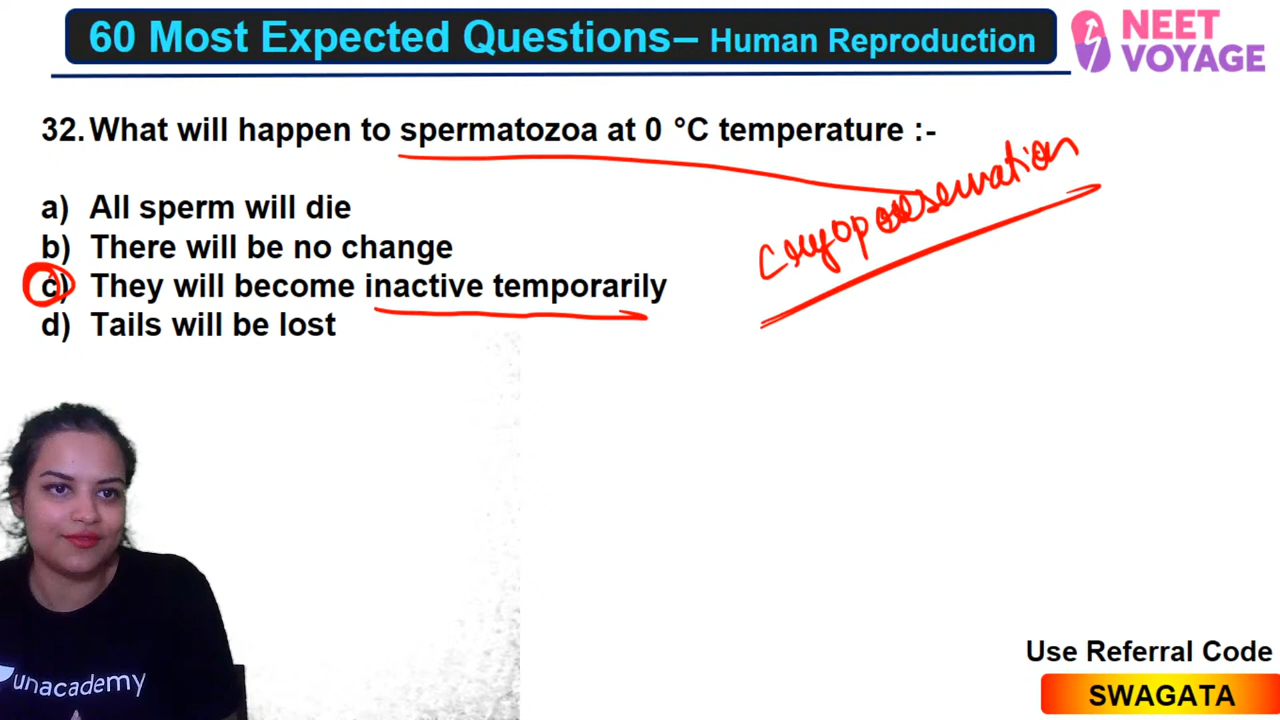 60 Most Expected Questions– Human Reproduction
NEET
VOYAGE
32. What will happen to spermatozoa at 0 °C temperature :-
cryopreservation
a) All sperm will die
b) There will be no change
c) They will become inactive temporarily
d) Tails will be lost
unacademy
Use Referral Code
SWAGATA